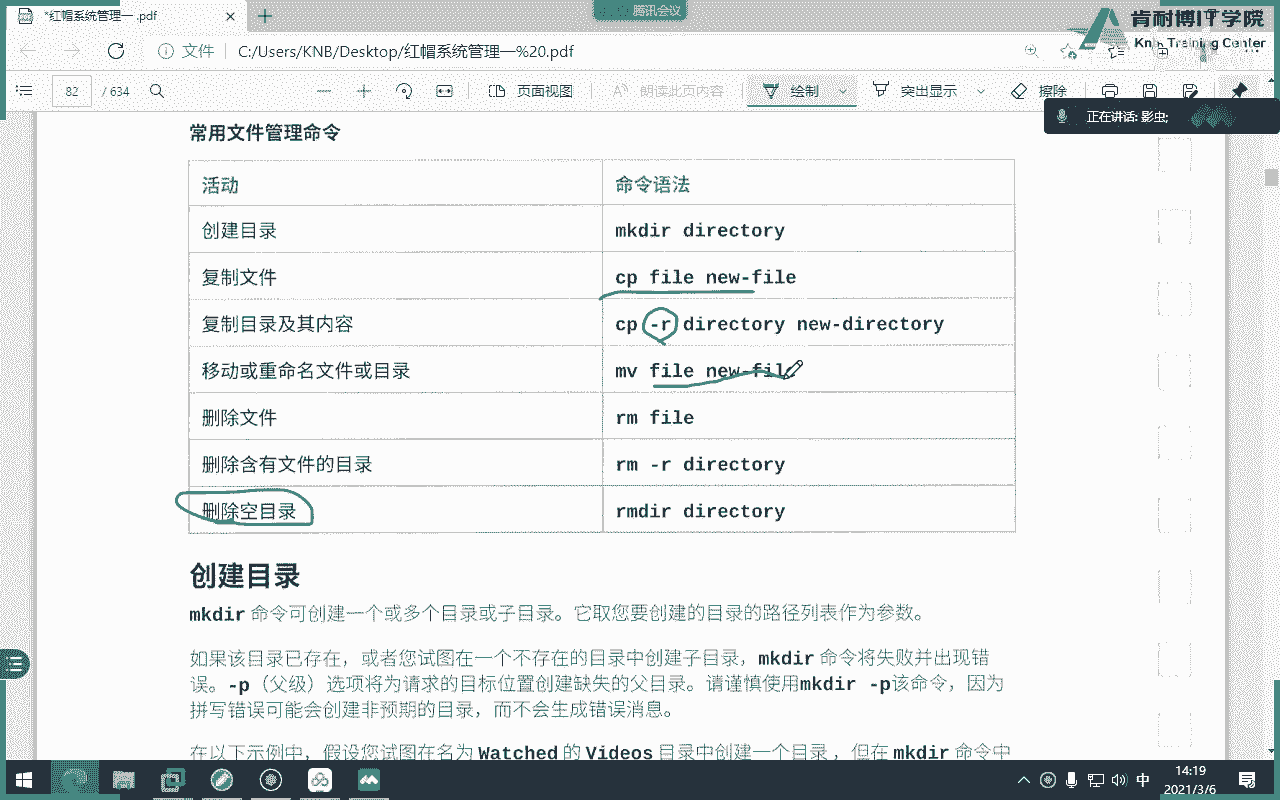 *红帽系统管理一 .pdf
腾讯会议
肯耐博IT学院
KnB Training Center
文件
C:/Users/KNB/Desktop/红帽系统管理一%20.pdf
82 / 634
页面视图
朗读此页内容
绘制
突出显示
擦除
正在讲话: 影虫;
常用文件管理命令
活动 命令语法
创建目录 mkdir directory
复制文件 cp file new-file
复制目录及其内容 cp -r directory new-directory
移动或重命名文件或目录 mv file new-file
删除文件 rm file
删除含有文件的目录 rm -r directory
删除空目录 rmdir directory
创建目录
mkdir 命令可创建一个或多个目录或子目录。它取您要创建的目录的路径列表作为参数。
如果该目录已存在，或者您试图在一个不存在的目录中创建子目录，mkdir 命令将失败并出现错
误。-p（父级）选项将为请求的目标位置创建缺失的父目录。请谨慎使用mkdir -p该命令，因为
拼写错误可能会创建非预期的目录，而不会生成错误消息。
在以下示例中，假设您试图在名为 Watched 的 Videos 目录中创建一个目录，但在 mkdir 命令中
中
14:19
2021/3/6